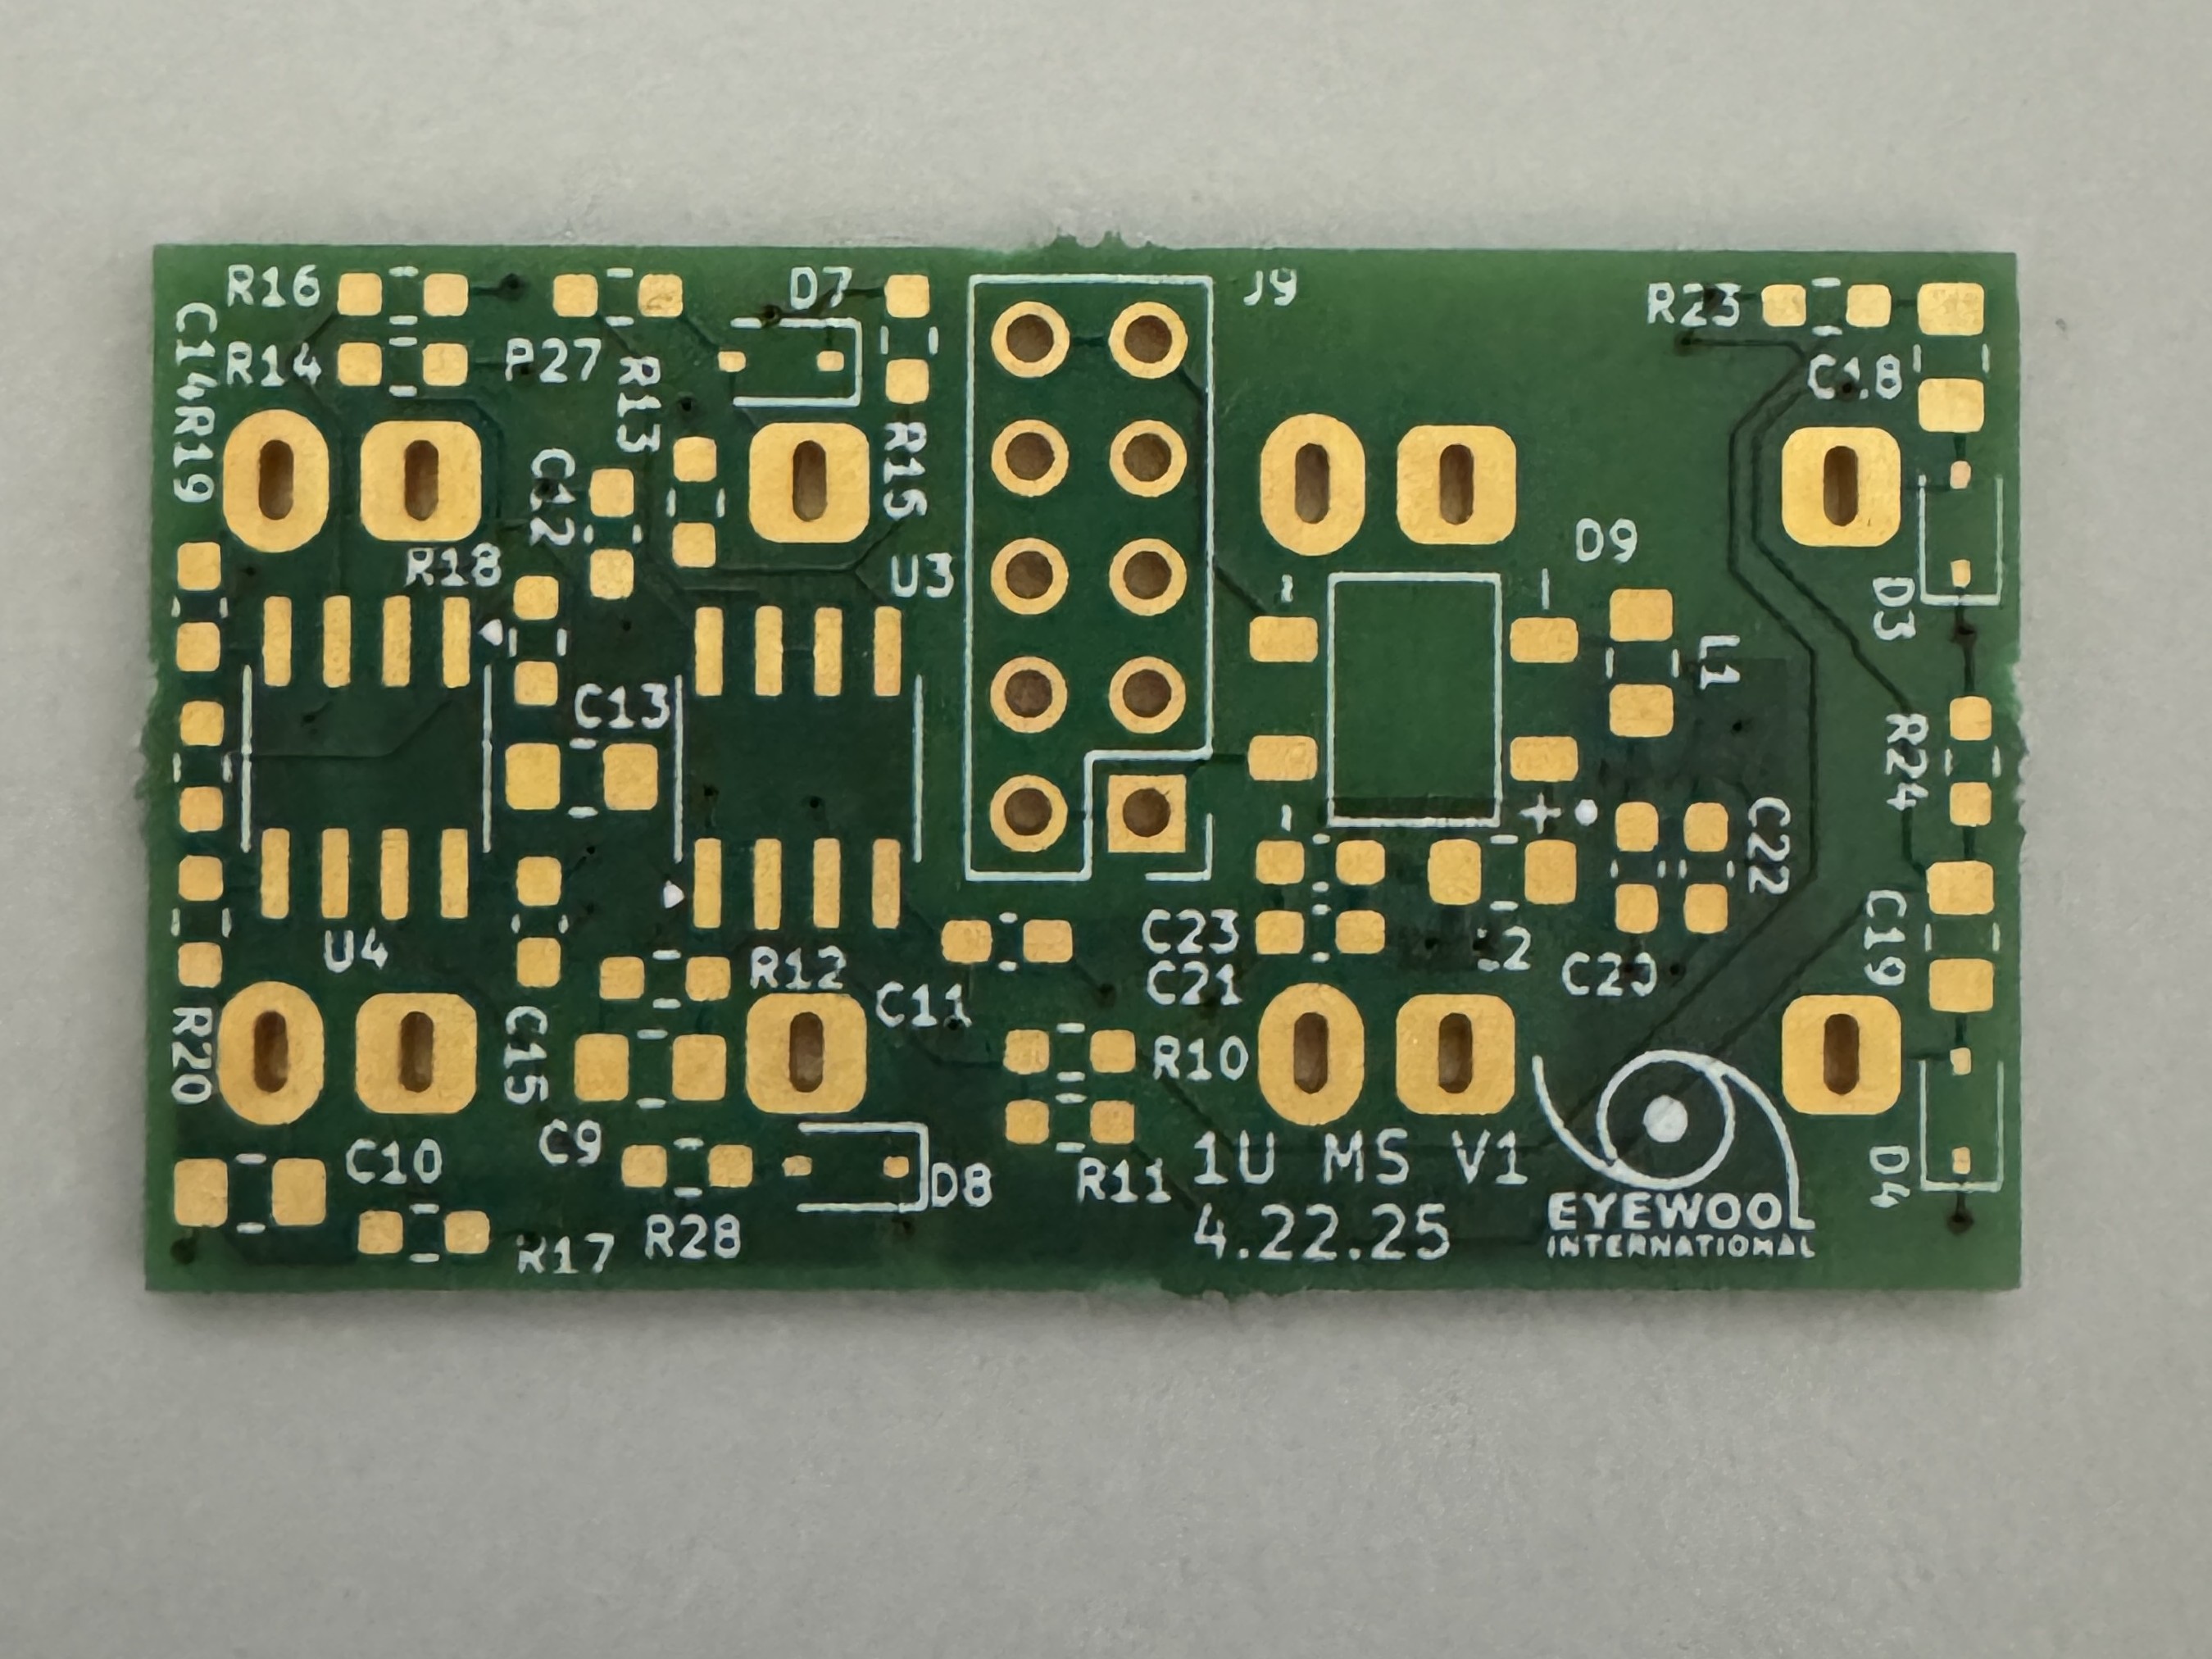 R16
D7
J9
R23
C14
R19
R14
R27
R13
C18
R15
C12
D9
R18
U3
D3
L1
C13
R24
C22
+
U4
R12
C23
L2
C20
C19
C11
C21
R20
C15
R10
C9
C10
D8
R11
1U MS V1
D4
R17
R28
4.22.25
EYEWOOL
INTERNATIONAL